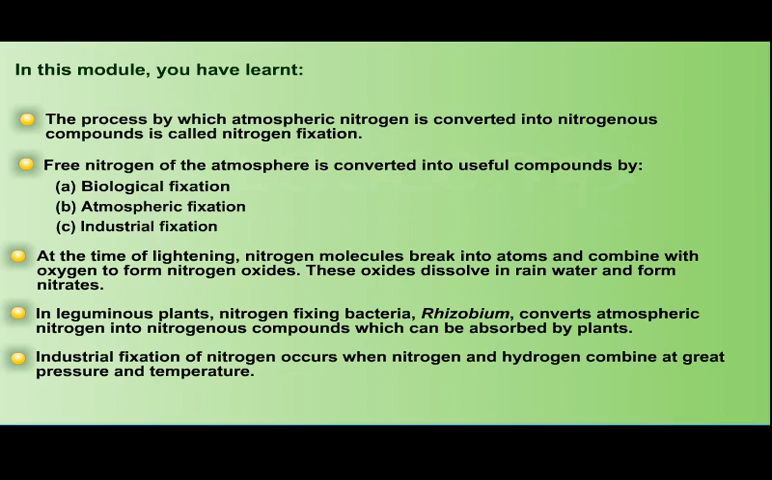 In this module, you have learnt:
The process by which atmospheric nitrogen is converted into nitrogenous
compounds is called nitrogen fixation.
Free nitrogen of the atmosphere is converted into useful compounds by:
(a) Biological fixation
(b) Atmospheric fixation
(c) Industrial fixation
At the time of lightening, nitrogen molecules break into atoms and combine with
oxygen to form nitrogen oxides. These oxides dissolve in rain water and form
nitrates.
In leguminous plants, nitrogen fixing bacteria, Rhizobium, converts atmospheric
nitrogen into nitrogenous compounds which can be absorbed by plants.
Industrial fixation of nitrogen occurs when nitrogen and hydrogen combine at great
pressure and temperature.